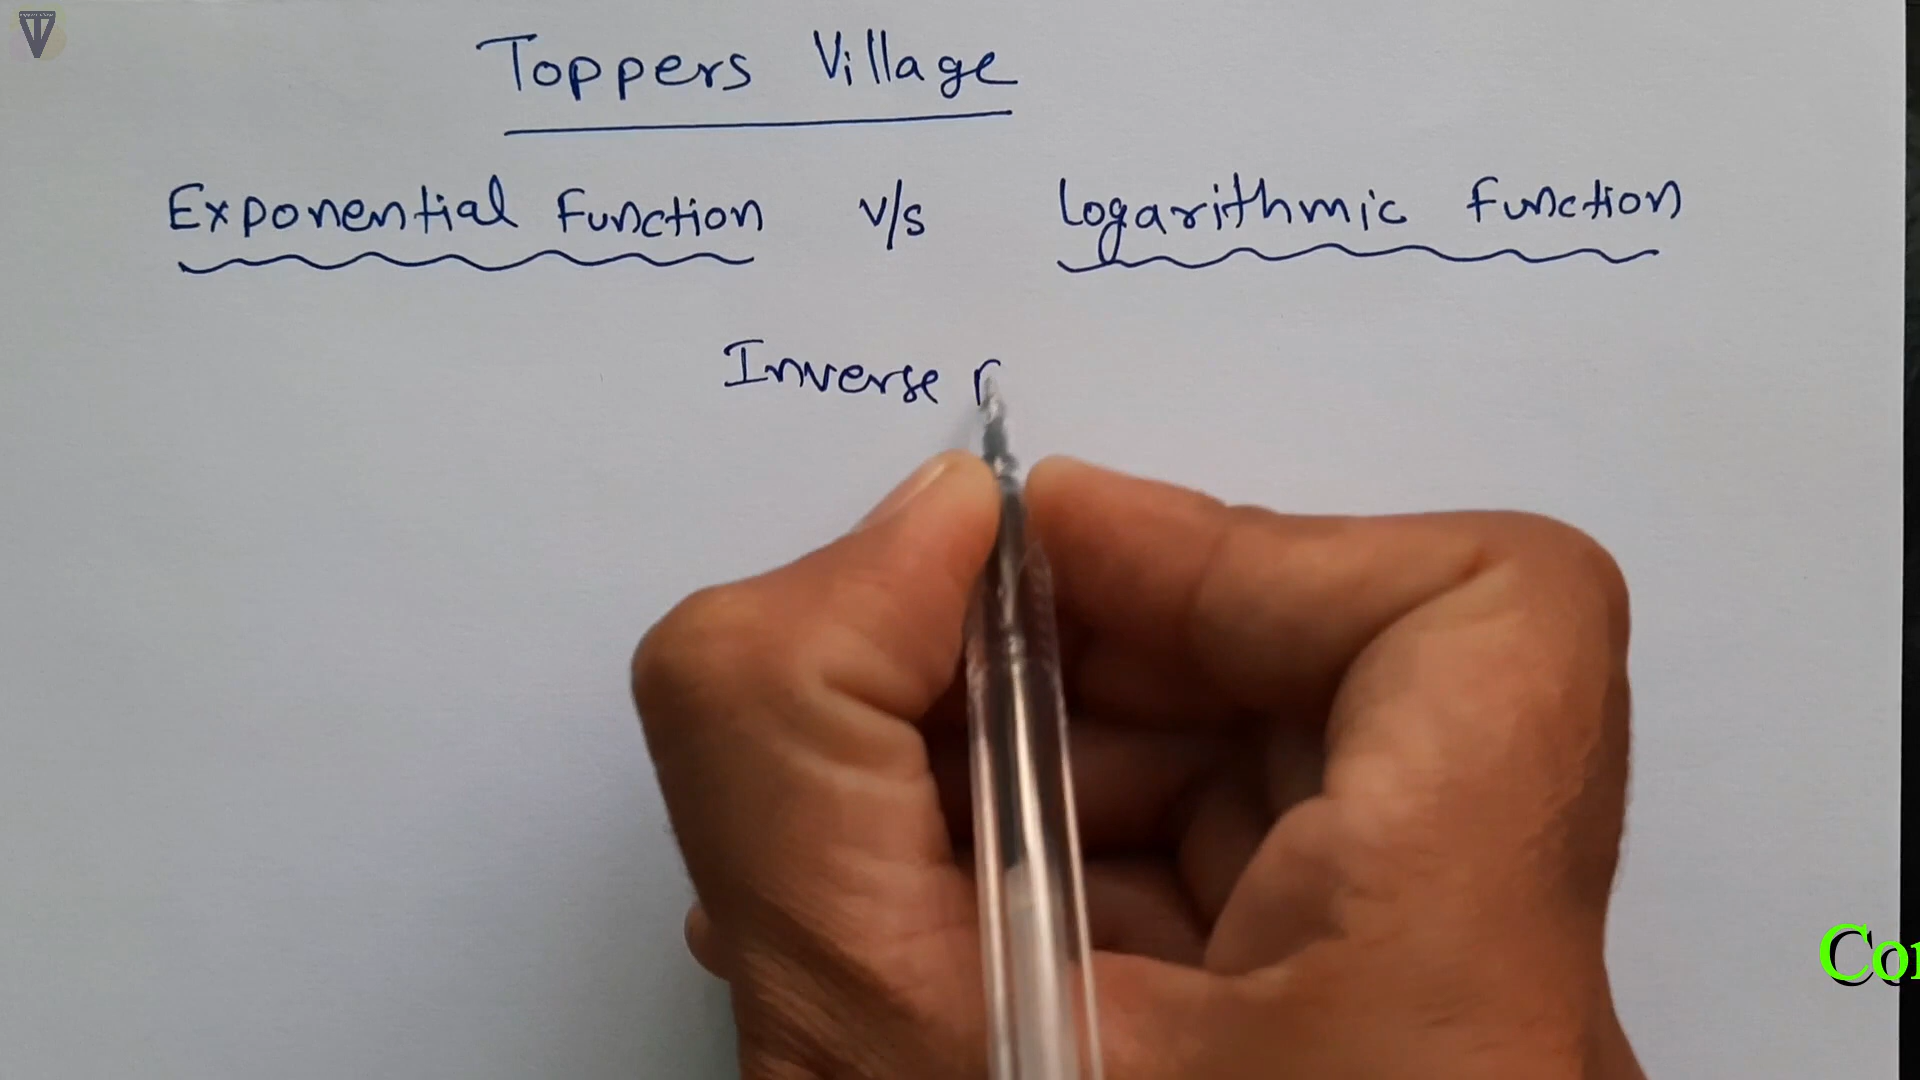 Toppers Village
Exponential Function v/s Logarithmic Function
Inverse